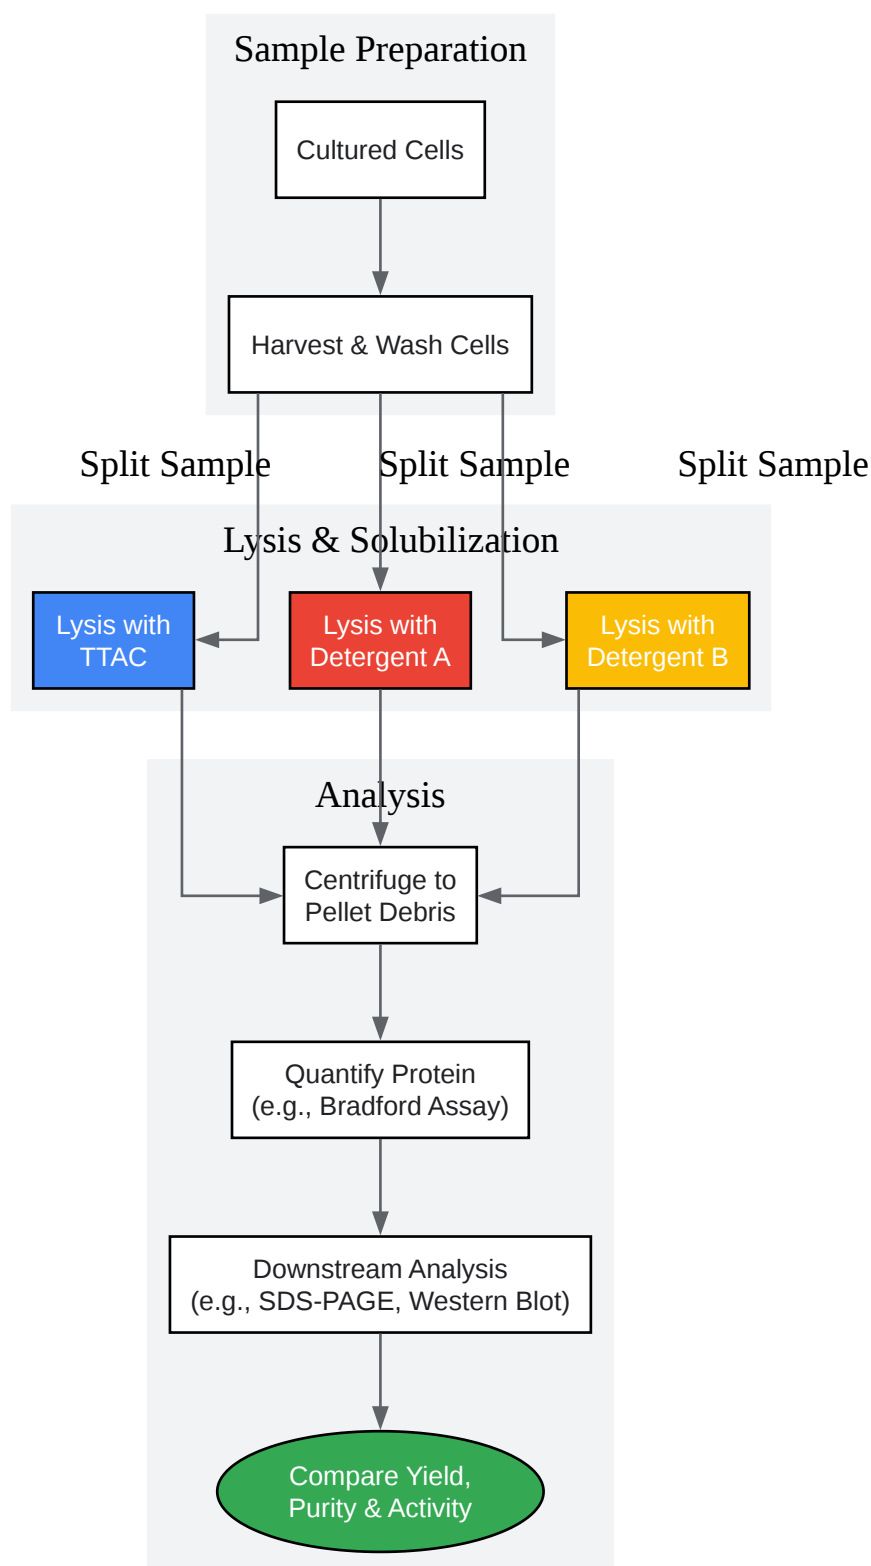 Sample Preparation
Cultured Cells
Harvest & Wash Cells
Split Sample
Split Sample
Split Sample
Lysis & Solubilization
Lysis with
TTAC
Lysis with
Detergent A
Lysis with
Detergent B
Analysis
Centrifuge to
Pellet Debris
Quantify Protein
(e.g., Bradford Assay)
Downstream Analysis
(e.g., SDS-PAGE, Western Blot)
Compare Yield,
Purity & Activity